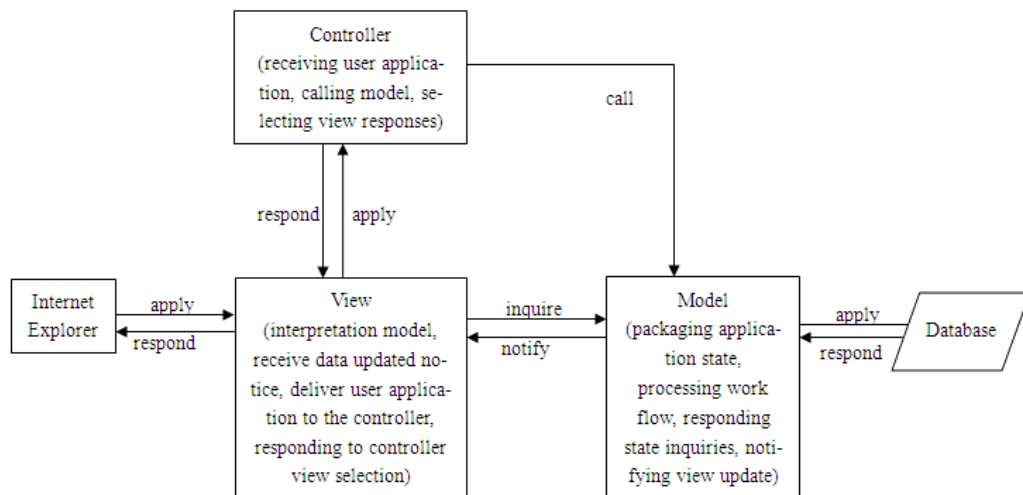 Controller
(receiving user applica-
tion, calling model, se-
lecting view responses)
call
respond
apply
Internet
Explorer
apply
respond
View
(interpretation model,
receive data updated no-
tice, deliver user applica-
tion to the controller,
responding to controller
view selection)
inquire
notify
Model
(packaging applica-
tion state,
processing work
flow, responding
state inquiries, noti-
fying view update)
apply
respond
Database